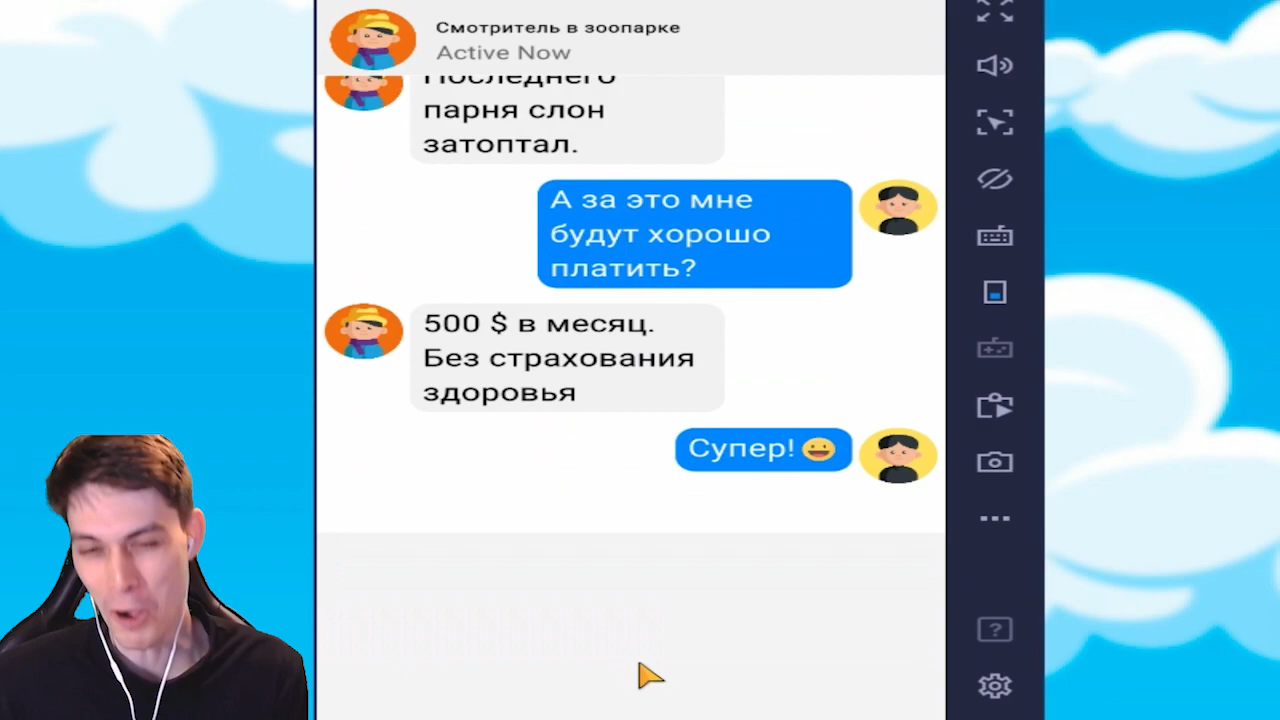 Смотритель в зоопарке
Active Now
Последнего
парня слон
затоптал.
А за это мне
будут хорошо
платить?
500 $ в месяц.
Без страхования
здоровья
Супер!😃